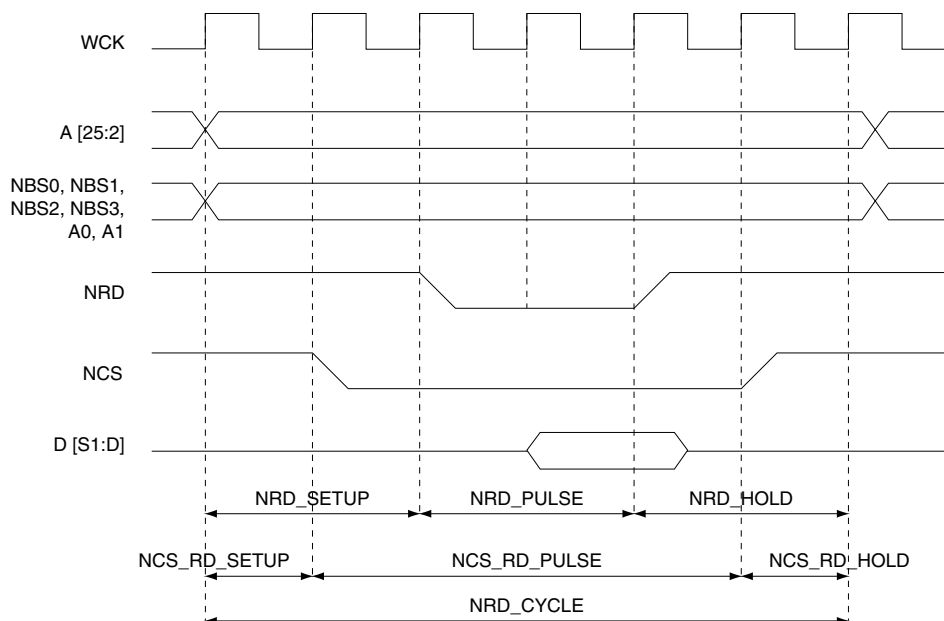 WCK
A [25:2]
NBS0, NBS1,
NBS2, NBS3,
A0, A1
NRD
NCS
D [S1:D]
NRD_SETUP NRD_PULSE NRD_HOLD
NCS_RD_SETUP NCS_RD_PULSE NCS_RD_HOLD
NRD_CYCLE